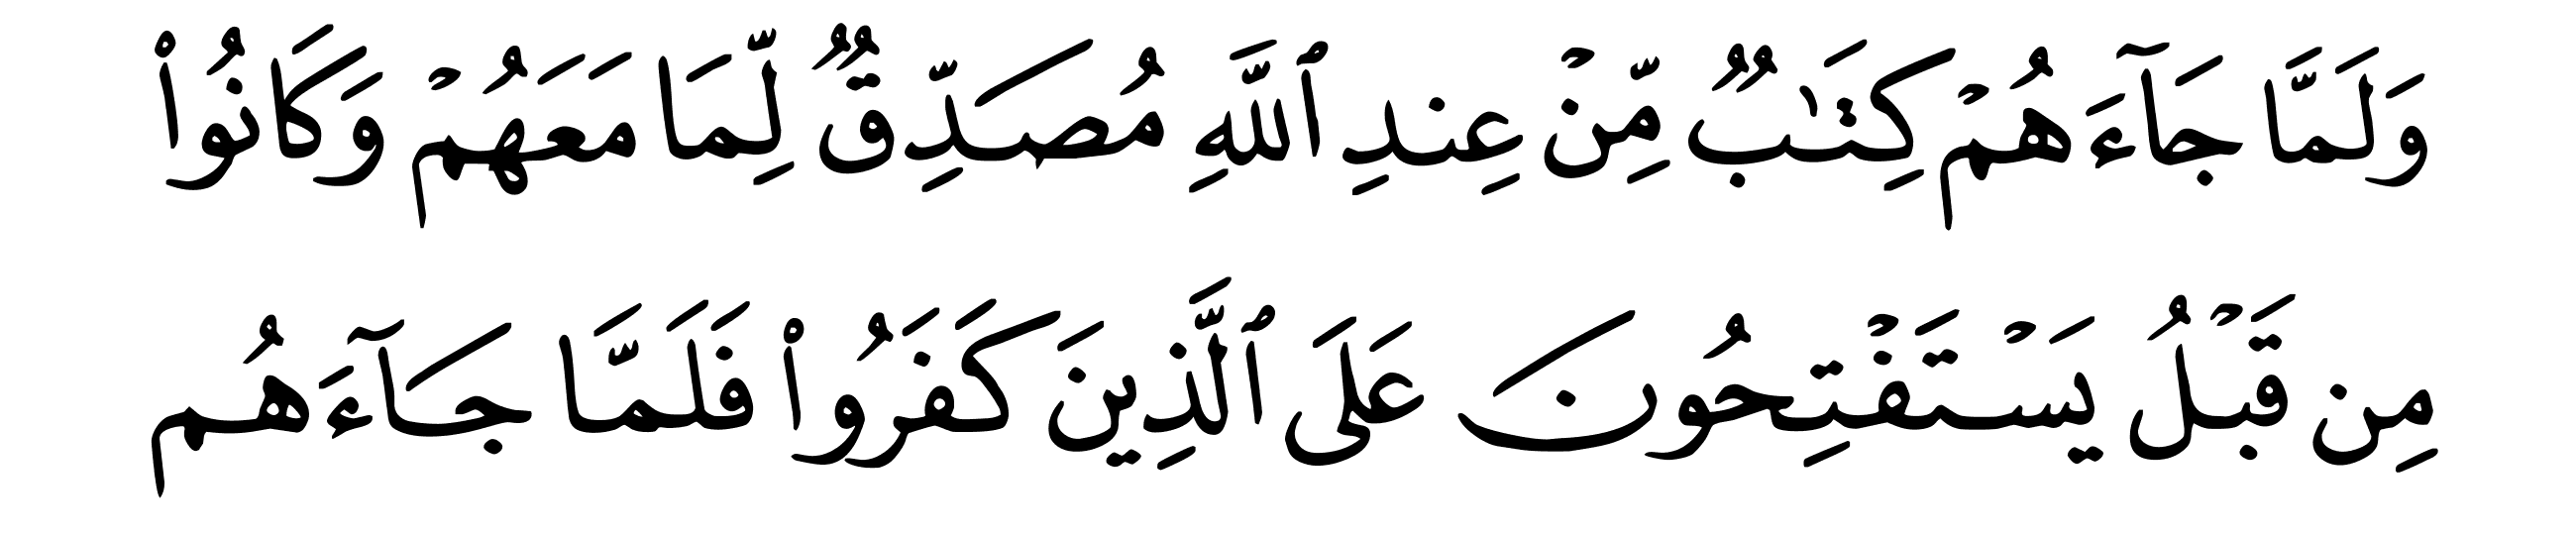 وَلَمَّا جَآءَهُمْ كِتَٰبٌ مِّنْ عِندِ ٱللَّهِ مُصَدِّقٌ لِّمَا مَعَهُمْ وَكَانُوا۟
مِن قَبْلُ يَسْتَفْتِحُونَ عَلَى ٱلَّذِينَ كَفَرُوا۟ فَلَمَّا جَآءَهُم